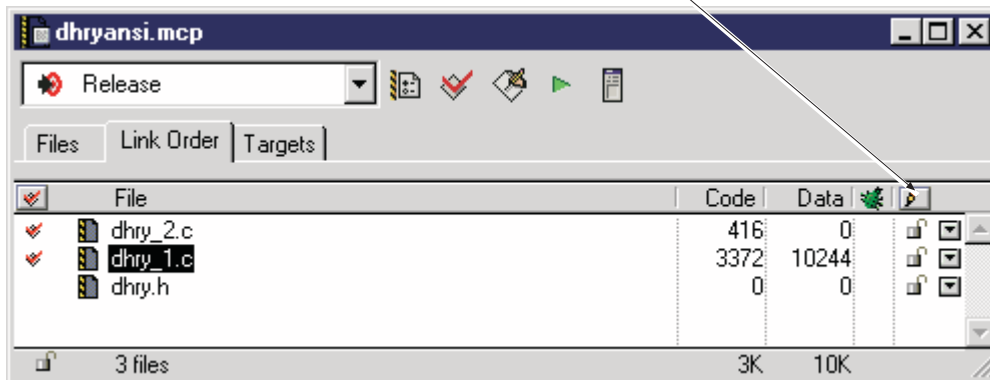 dhryansi.mcp
Release
Files Link Order Targets
File Code Data
dhry_2.c 416 0
dhry_1.c 3372 10244
dhry.h 0 0
3 files 3K 10K